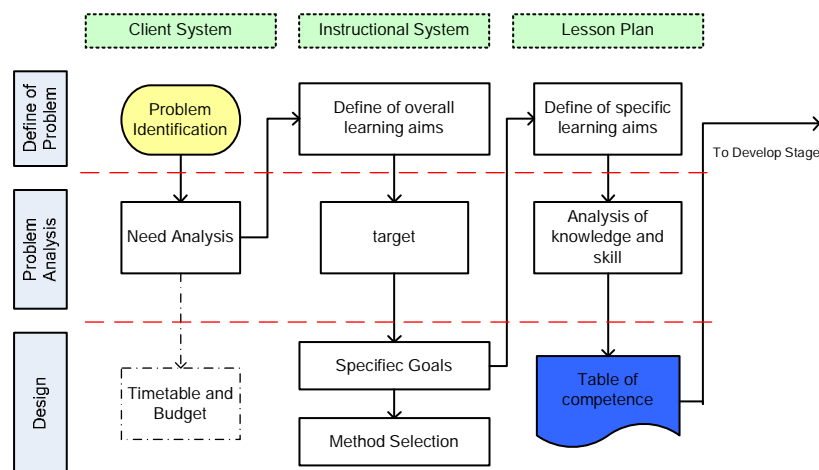 Client System
Instructional System
Lesson Plan
Define of
Problem
Problem
Identification
Define of overall
learning aims
Define of specific
learning aims
To Develop Stage
Problem
Analysis
Need Analysis
target
Analysis of
knowledge and
skill
Design
Timetable and
Budget
Specifiec Goals
Method Selection
Table of
competence